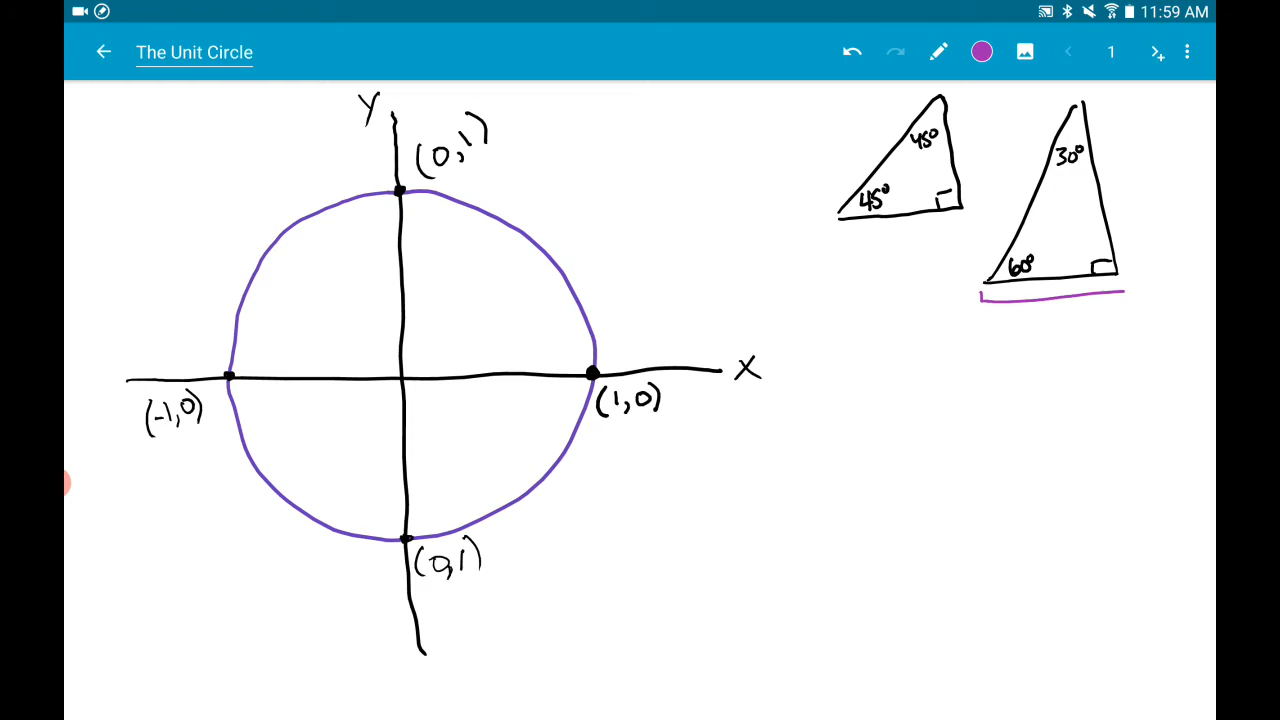 11:59 AM
The Unit Circle
1
Y
(0,1)
45°
45°
30°
60°
X
(-1,0)
(1,0)
(0,1)